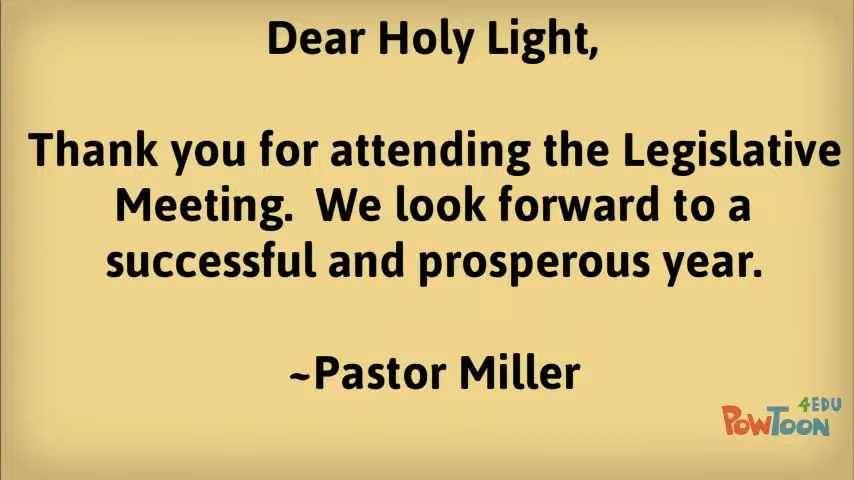 Dear Holy Light,
Thank you for attending the Legislative
Meeting.  We look forward to a
successful and prosperous year.
~Pastor Miller
4EDU
PowToon